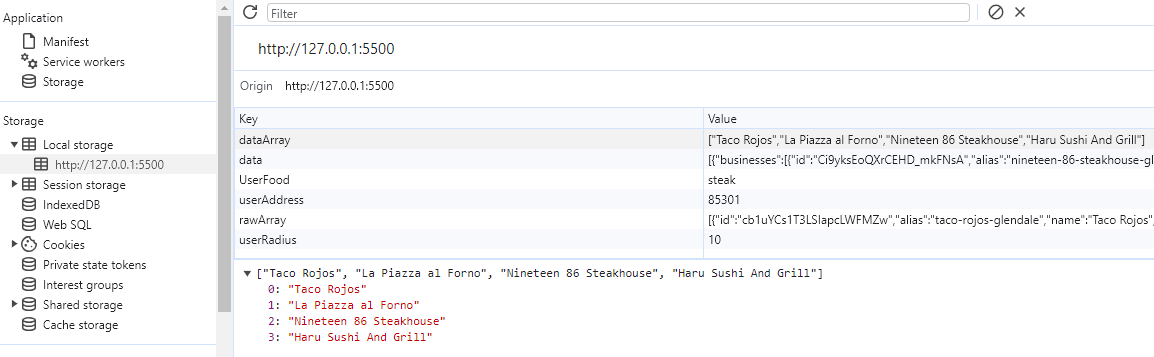 Application
Manifest
Service workers
Storage
Storage
Local storage
http://127.0.0.1:5500
Session storage
IndexedDB
Web SQL
Cookies
Private state tokens
Interest groups
Shared storage
Cache storage
Filter
http://127.0.0.1:5500
Origin http://127.0.0.1:5500
Key Value
dataArray ["Taco Rojos","La Piazza al Forno","Nineteen 86 Steakhouse","Haru Sushi And Grill"]
data [{"businesses":[{"id":"Ci9yksEoQXrCEHD_mkFNsA","alias":"nineteen-86-steakhouse-gl
UserFood steak
userAddress 85301
rawArray [{"id":"cb1uYCs1T3LSIapcLWFMZw","alias":"taco-rojos-glendale","name":"Taco Rojos",
userRadius 10
["Taco Rojos", "La Piazza al Forno", "Nineteen 86 Steakhouse", "Haru Sushi And Grill"]
0: "Taco Rojos"
1: "La Piazza al Forno"
2: "Nineteen 86 Steakhouse"
3: "Haru Sushi And Grill"